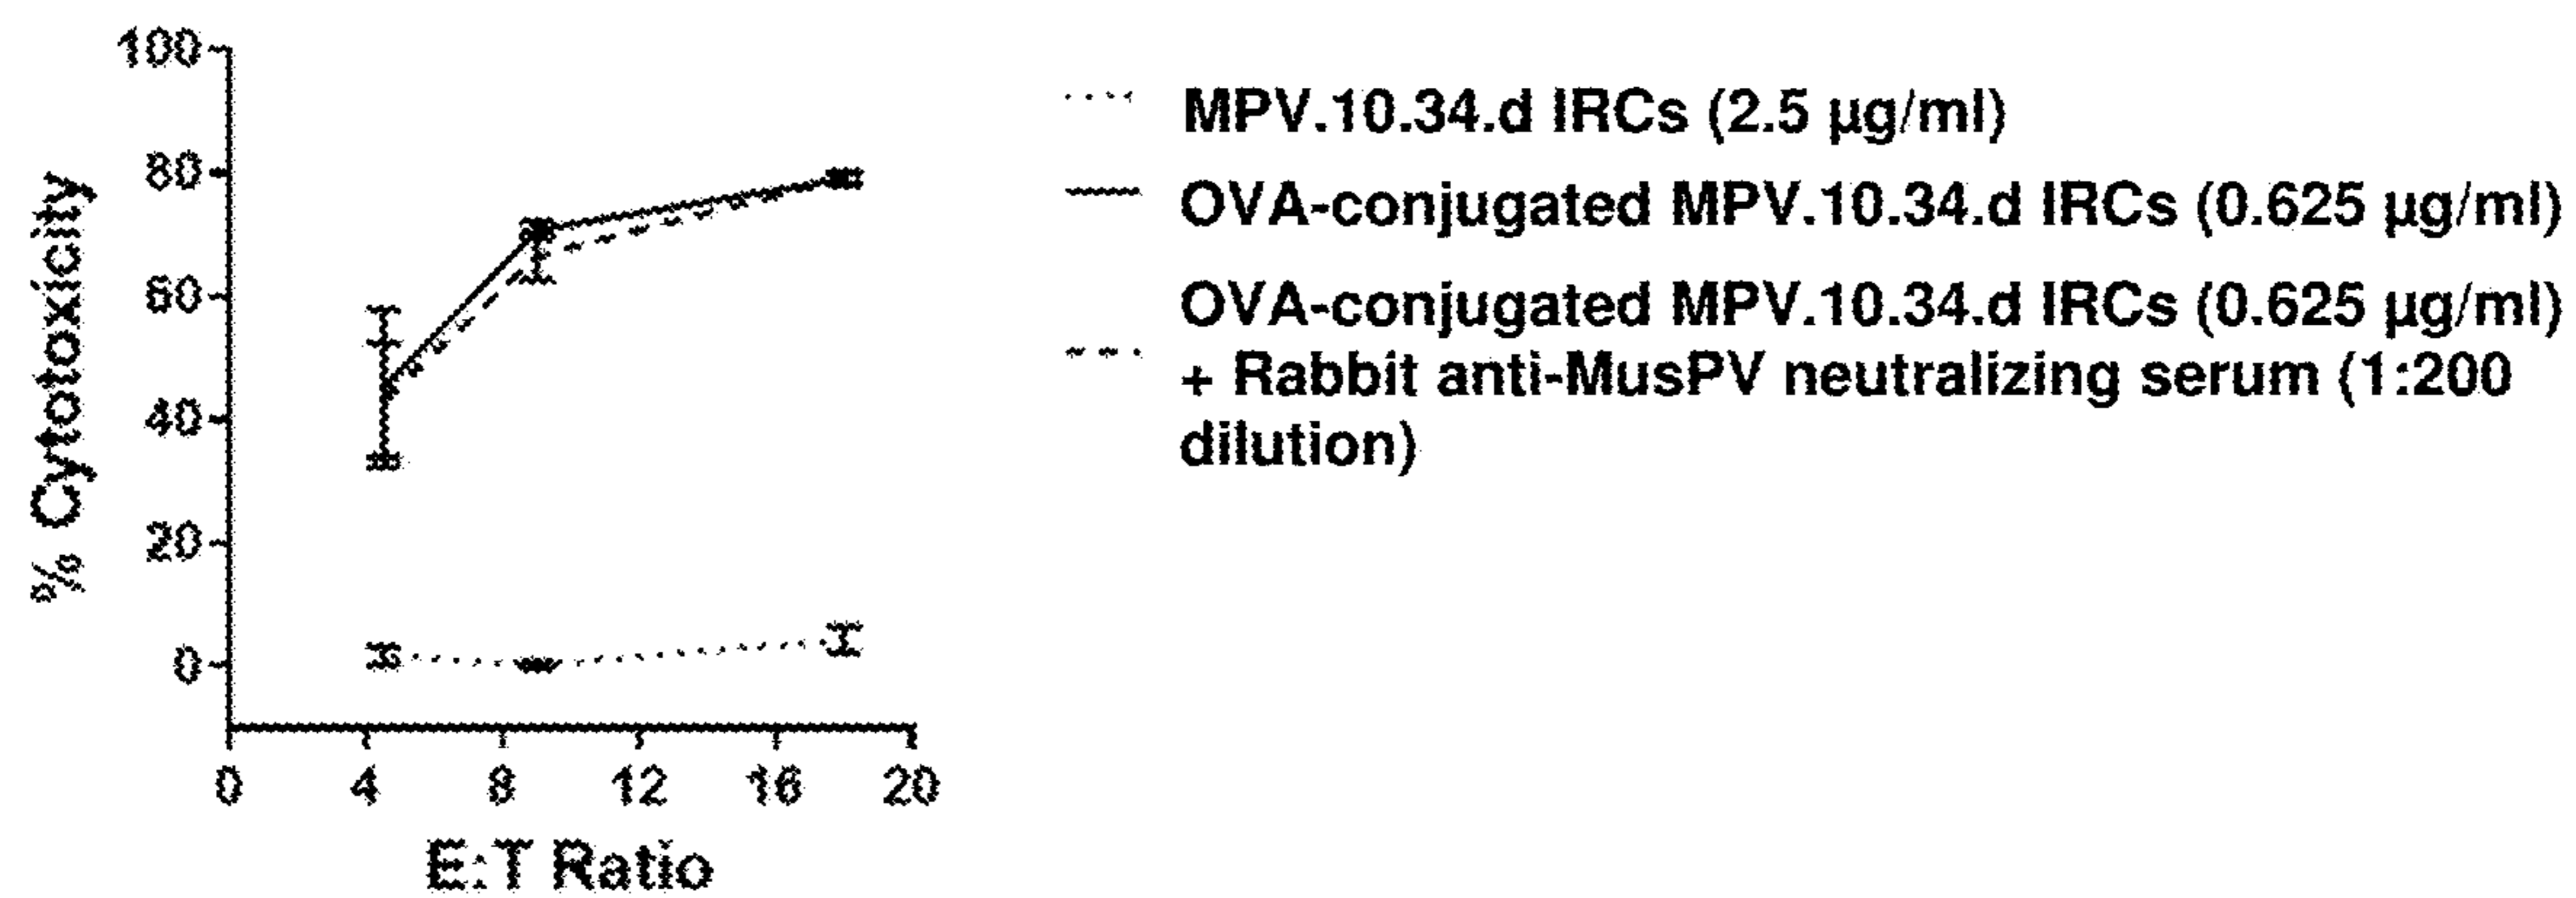 100
80
60
40
20
0
% Cytotoxicity
0 4 8 12 16 20
E:T Ratio
MPV.10.34.d IRCs (2.5 µg/ml)
OVA-conjugated MPV.10.34.d IRCs (0.625 µg/ml)
OVA-conjugated MPV.10.34.d IRCs (0.625 µg/ml)
+ Rabbit anti-MusPV neutralizing serum (1:200
dilution)